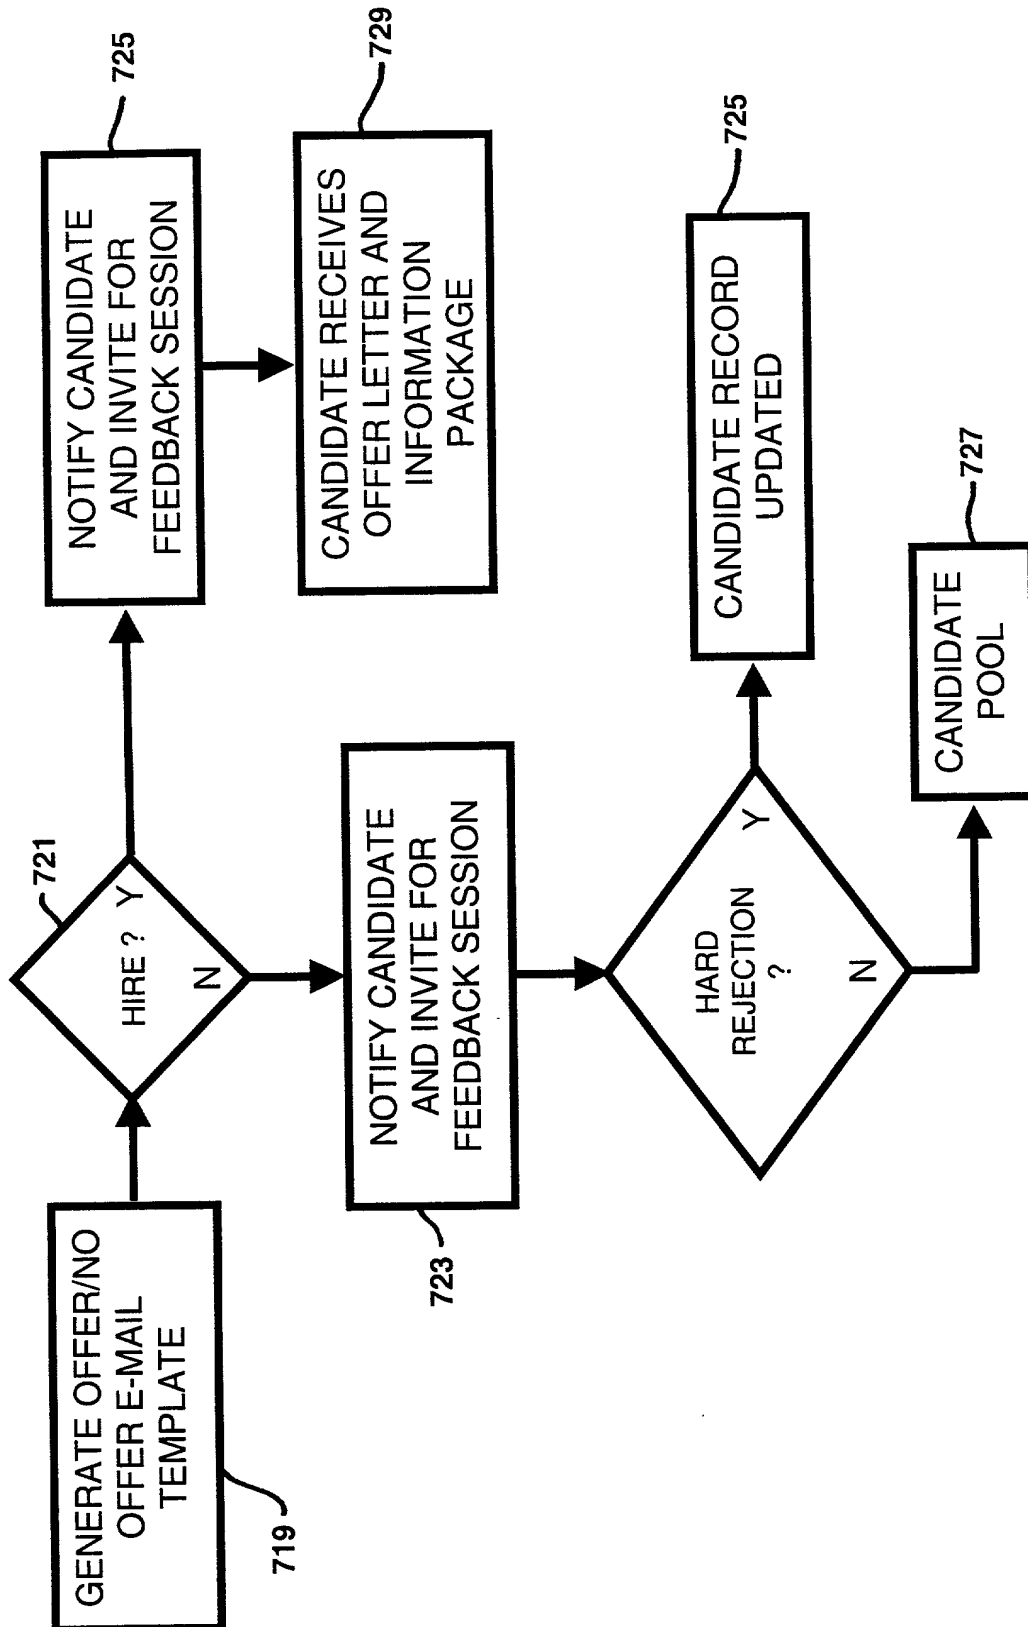 GENERATE OFFER/NO
OFFER E-MAIL
TEMPLATE
719
HIRE ?
Y
N
721
NOTIFY CANDIDATE
AND INVITE FOR
FEEDBACK SESSION
725
CANDIDATE RECEIVES
OFFER LETTER AND
INFORMATION
PACKAGE
729
NOTIFY CANDIDATE
AND INVITE FOR
FEEDBACK SESSION
723
HARD
REJECTION
?
Y
N
CANDIDATE RECORD
UPDATED
725
CANDIDATE
POOL
727